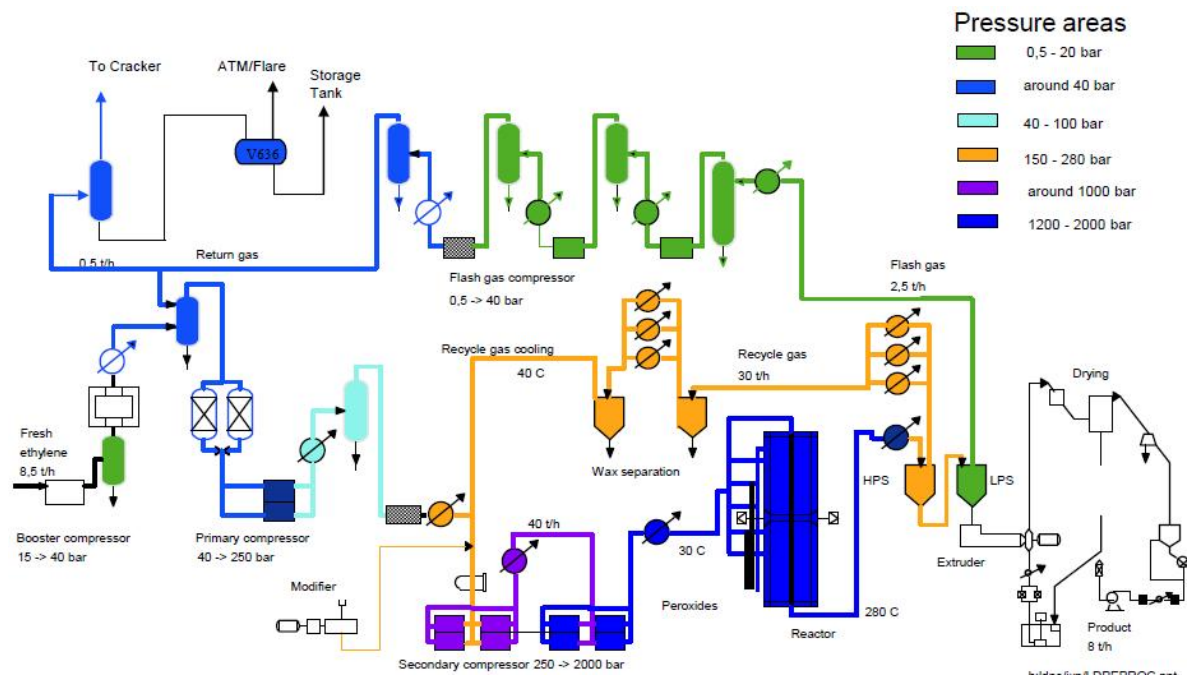 Pressure areas
0,5 - 20 bar
around 40 bar
40 - 100 bar
150 - 280 bar
around 1000 bar
1200 - 2000 bar
To Cracker
ATM/Flare
Storage
Tank
V636
0,5 t/h
Return gas
Flash gas compressor
0,5 -> 40 bar
Flash gas
2,5 t/h
Recycle gas cooling
40 C
Recycle gas
30 t/h
Drying
Fresh
ethylene
8,5 t/h
Wax separation
HPS
LPS
Booster compressor
15 -> 40 bar
Primary compressor
40 -> 250 bar
40 t/h
30 C
Extruder
Modifier
Peroxides
280 C
Reactor
Product
8 t/h
Secondary compressor 250 -> 2000 bar